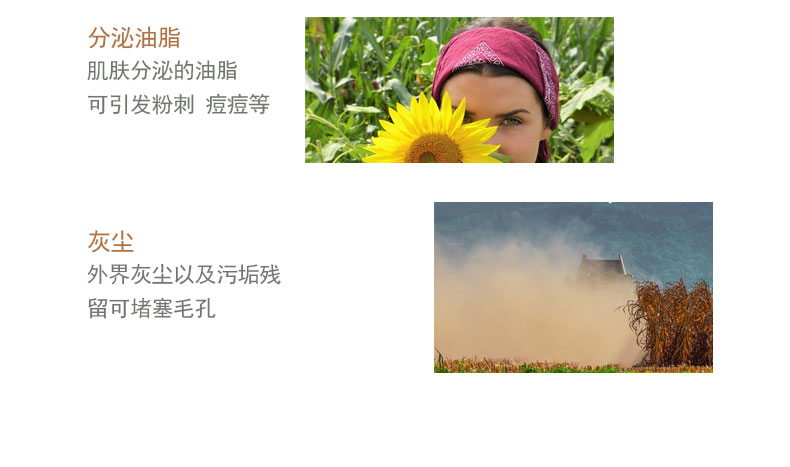 分泌油脂
肌肤分泌的油脂
可引发粉刺 痘痘等
灰尘
外界灰尘以及污垢残
留可堵塞毛孔